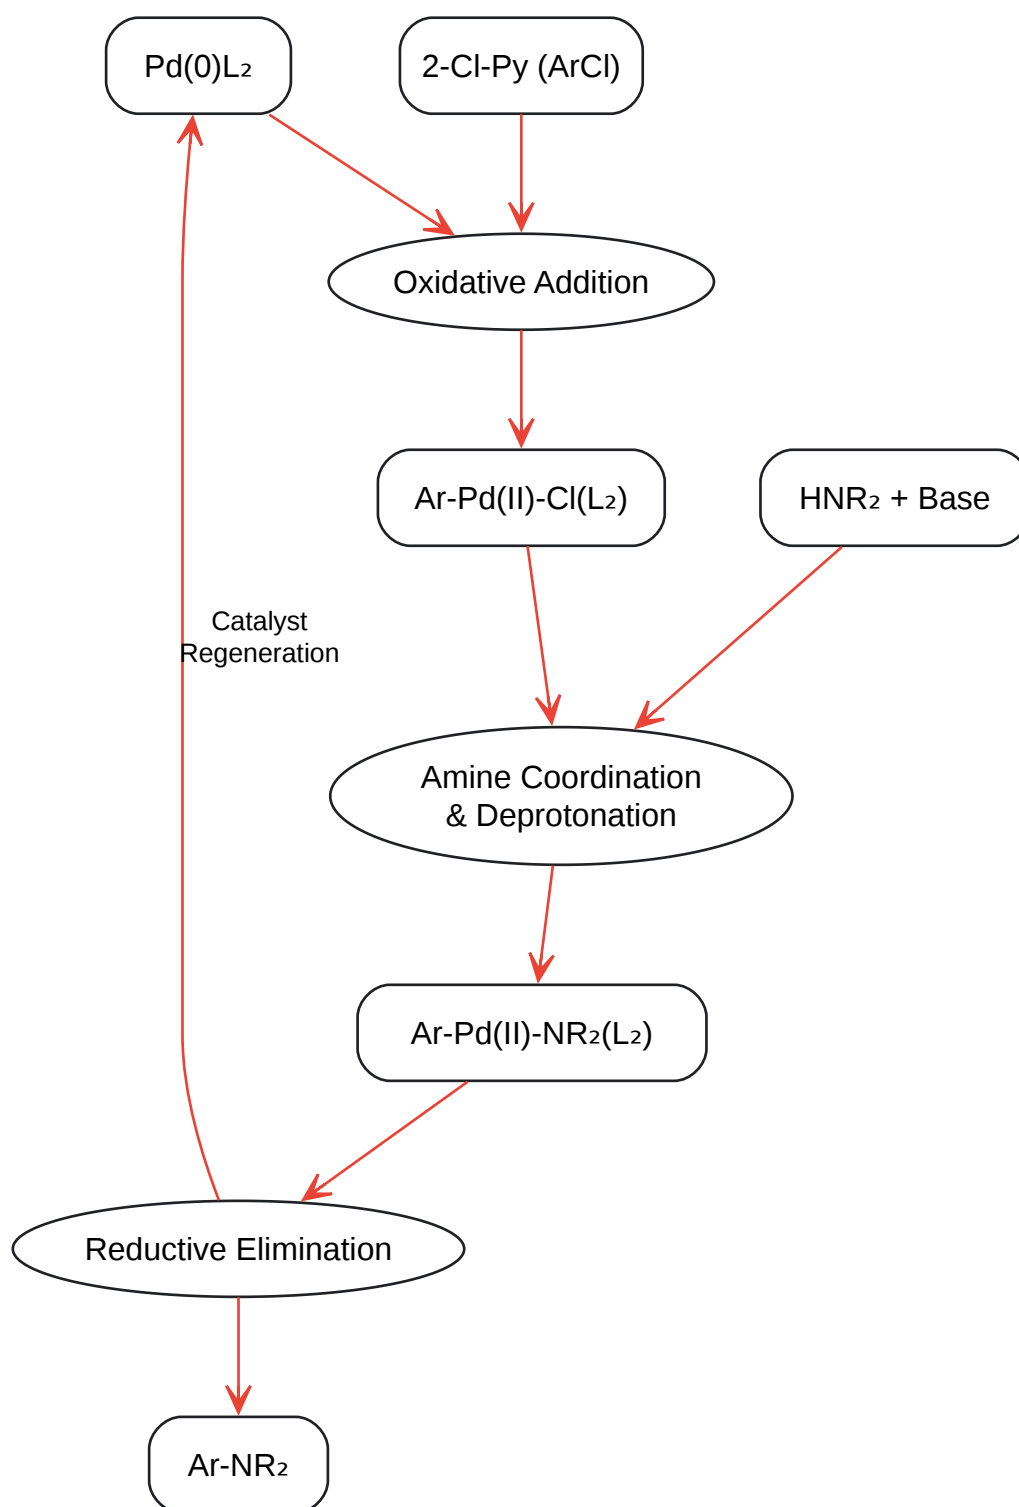 Pd(0)L₂
2-Cl-Py (ArCl)
Oxidative Addition
Ar-Pd(II)-Cl(L₂)
HNR₂ + Base
Catalyst
Regeneration
Amine Coordination
& Deprotonation
Ar-Pd(II)-NR₂(L₂)
Reductive Elimination
Ar-NR₂